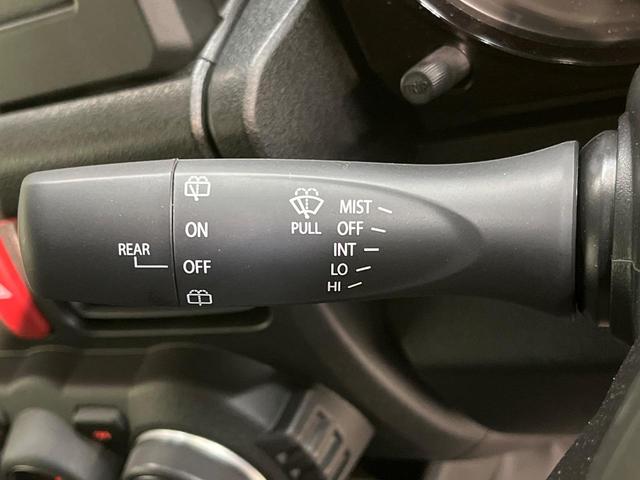 ON
REAR
OFF
PULL
MIST
OFF
INT
LO
HI